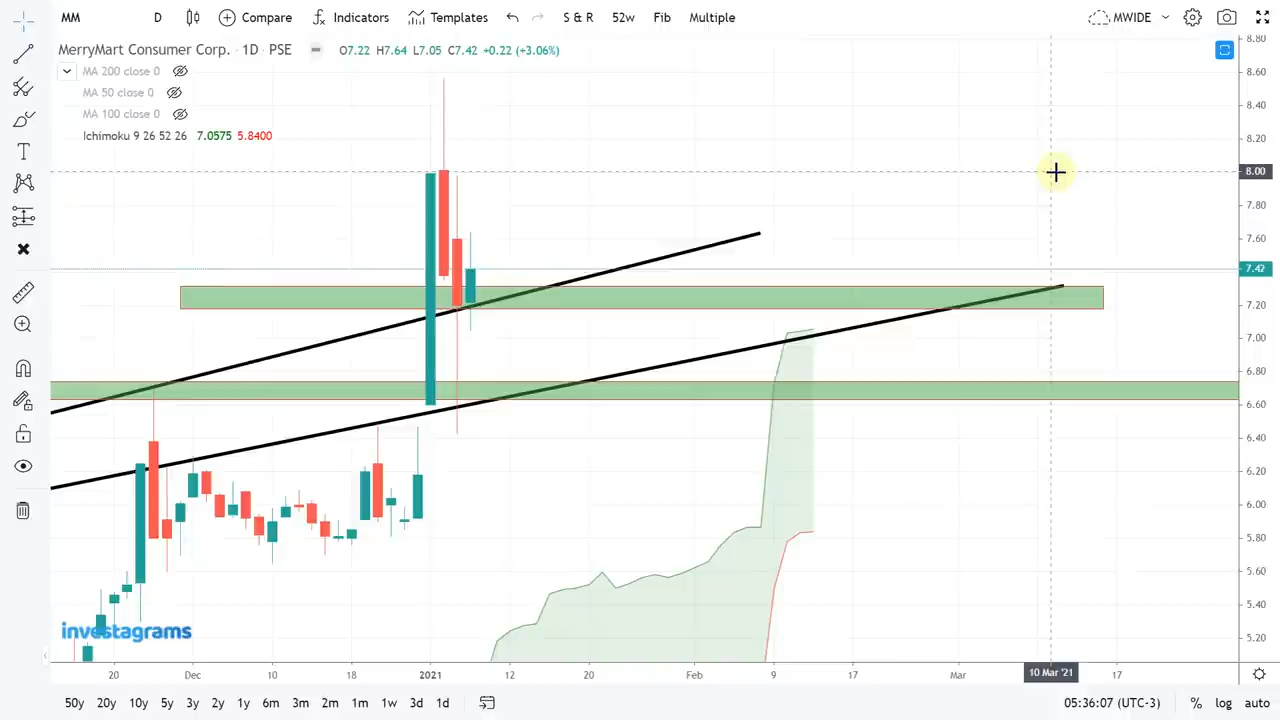 MM D Compare Indicators Templates S & R 52w Fib Multiple MWIDE
MerryMart Consumer Corp. · 1D · PSE O7.22 H7.64 L7.05 C7.42 +0.22 (+3.06%)
MA 200 close 0
MA 50 close 0
MA 100 close 0
Ichimoku 9 26 52 26 7.0575 5.8400
8.80
8.60
8.40
8.20
8.00
7.80
7.60
7.42
7.20
7.00
6.80
6.60
6.40
6.20
6.00
5.80
5.60
5.40
5.20
investagrams
20 Dec 10 2021 12 20 Feb 9 17 Mar 10 Mar '21 17
50y 20y 10y 5y 3y 2y 1y 6m 3m 2m 1m 1w 3d 1d 05:36:07 (UTC-3) % log auto